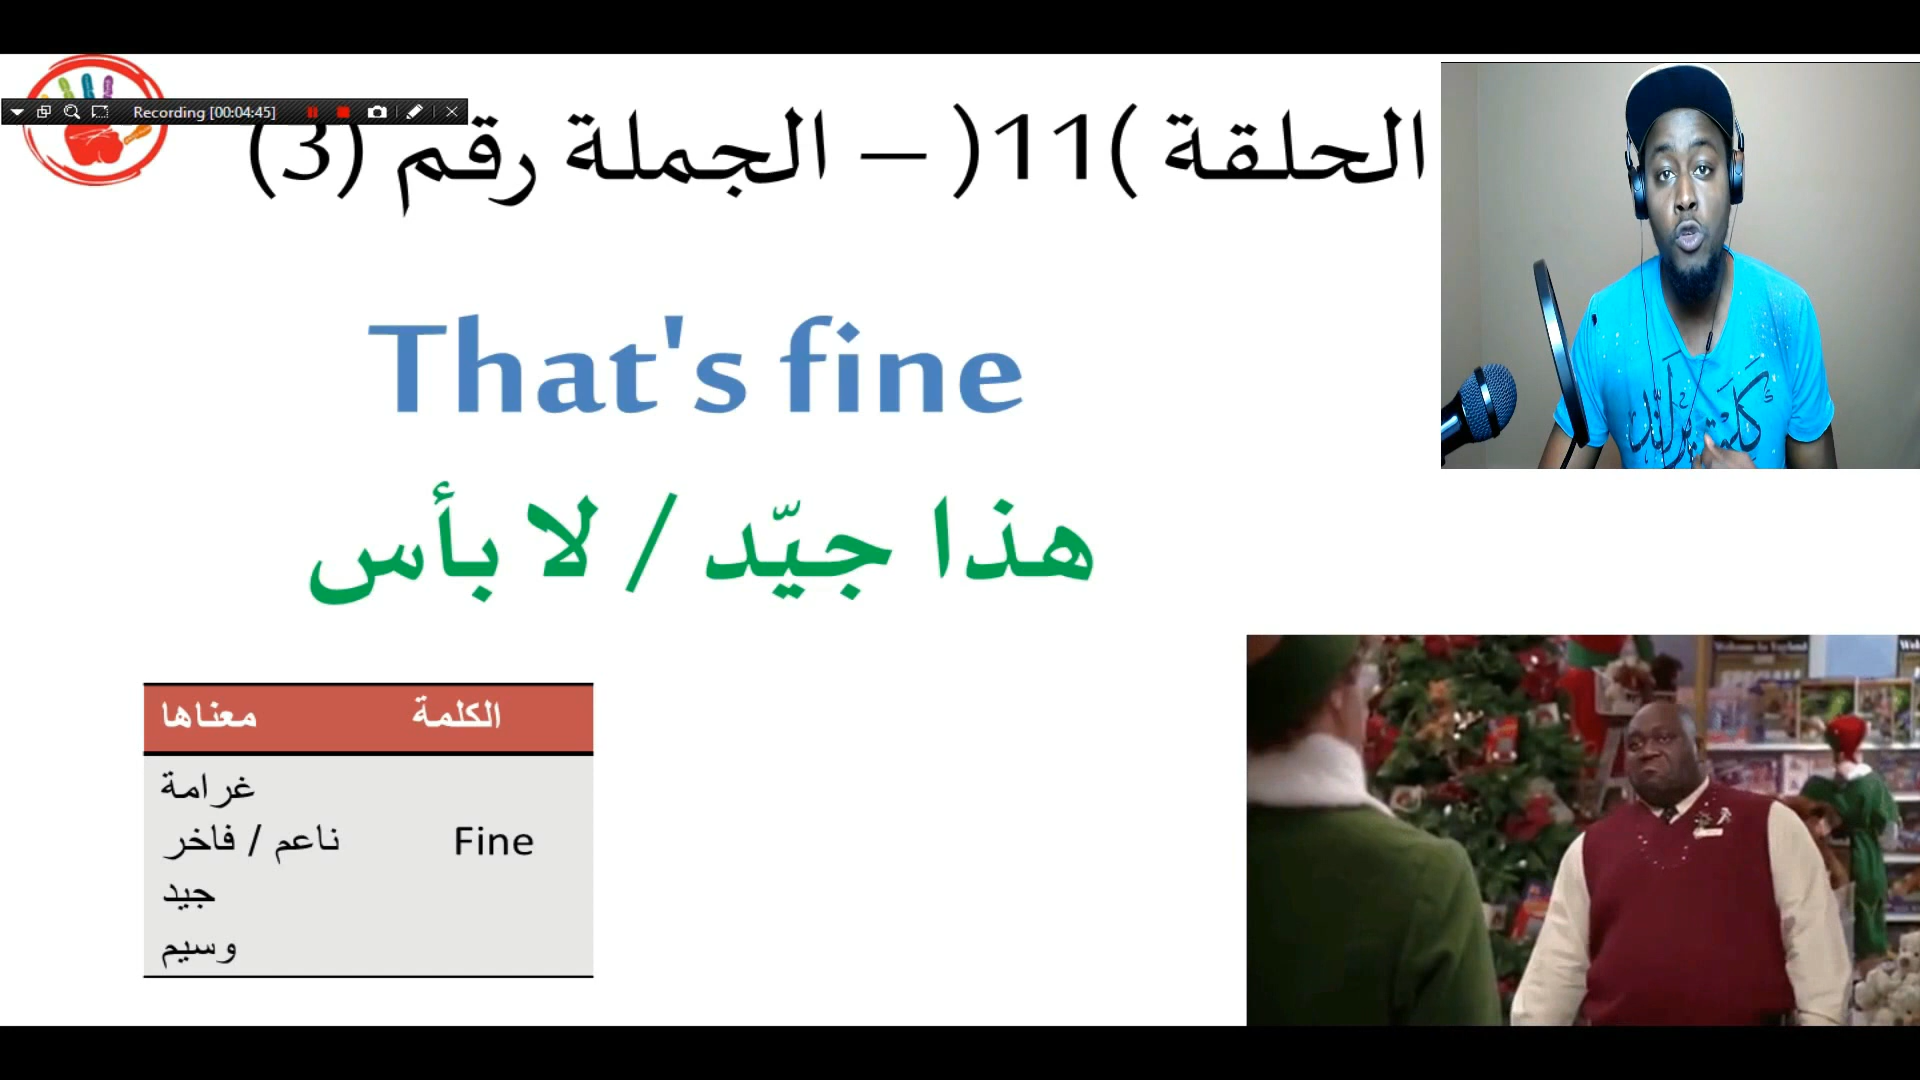 Recording [00:04:45]
الحلقة )11( – الجملة رقم (3)
That's fine
هذا جيّد / لا بأس
الكلمة معناها
غرامة
Fine ناعم / فاخر
جيد
وسيم